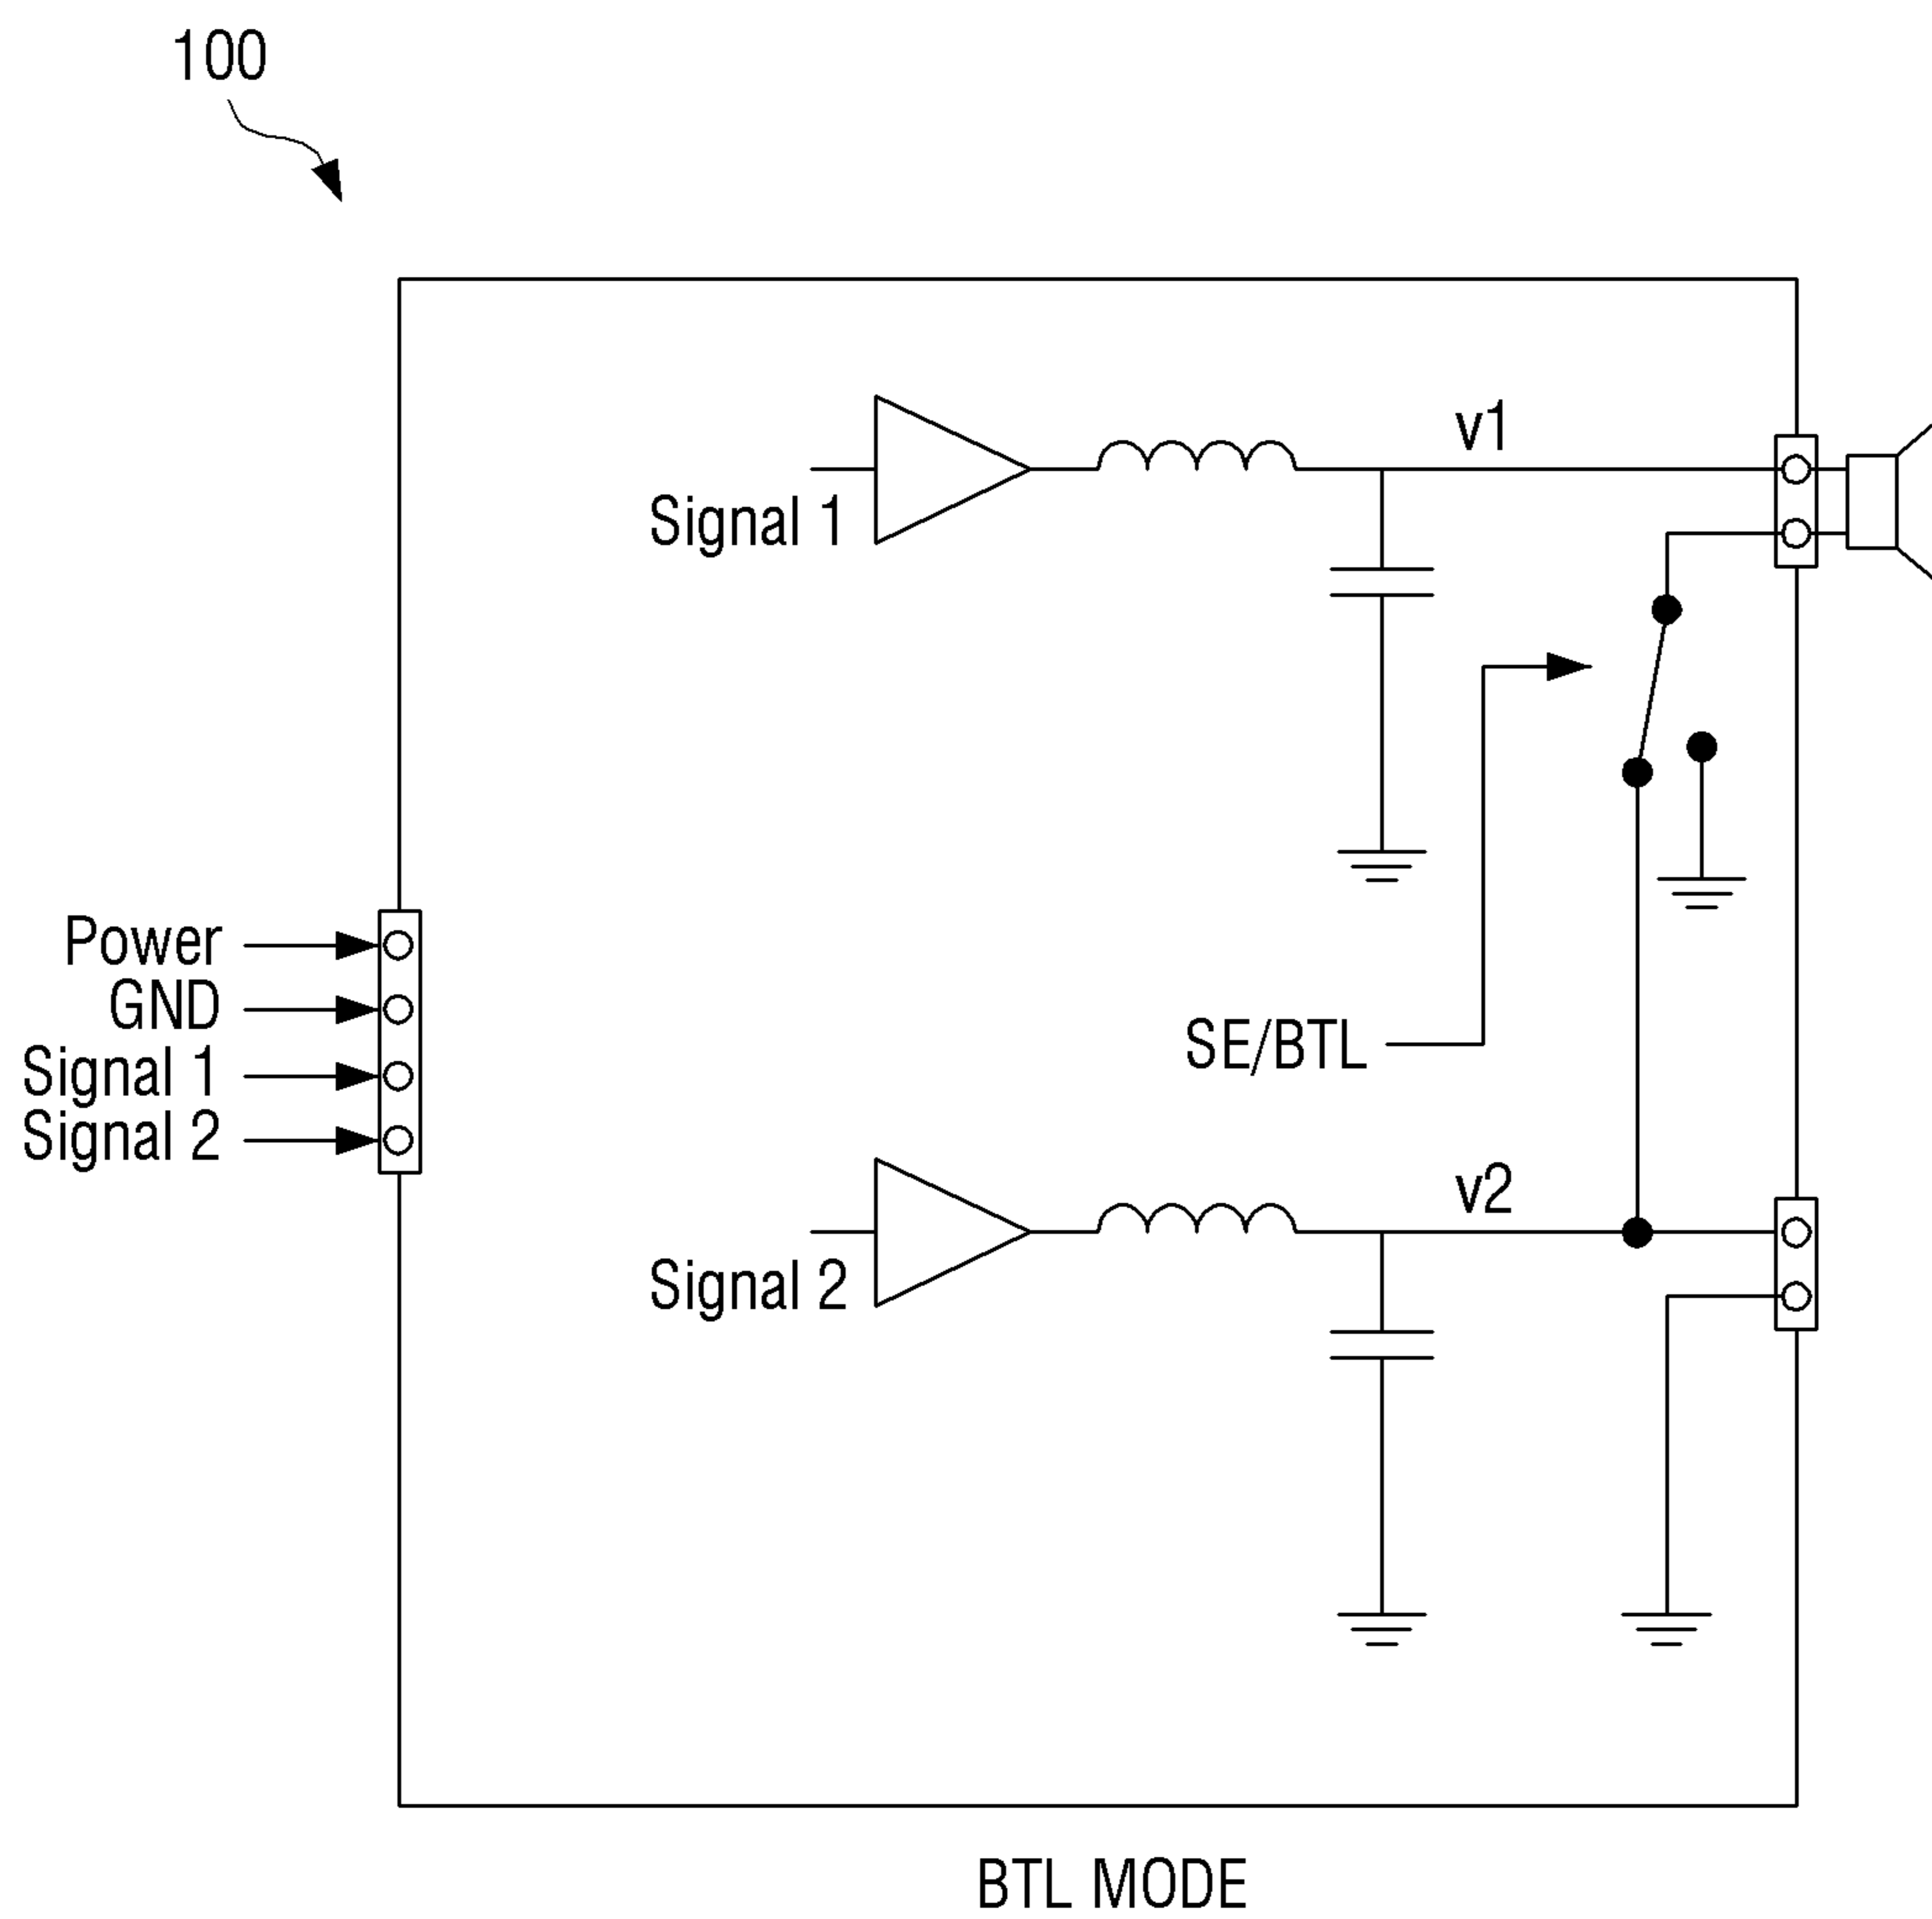 100
v1
Signal 1
Power
GND
Signal 1
Signal 2
SE/BTL
v2
Signal 2
BTL MODE